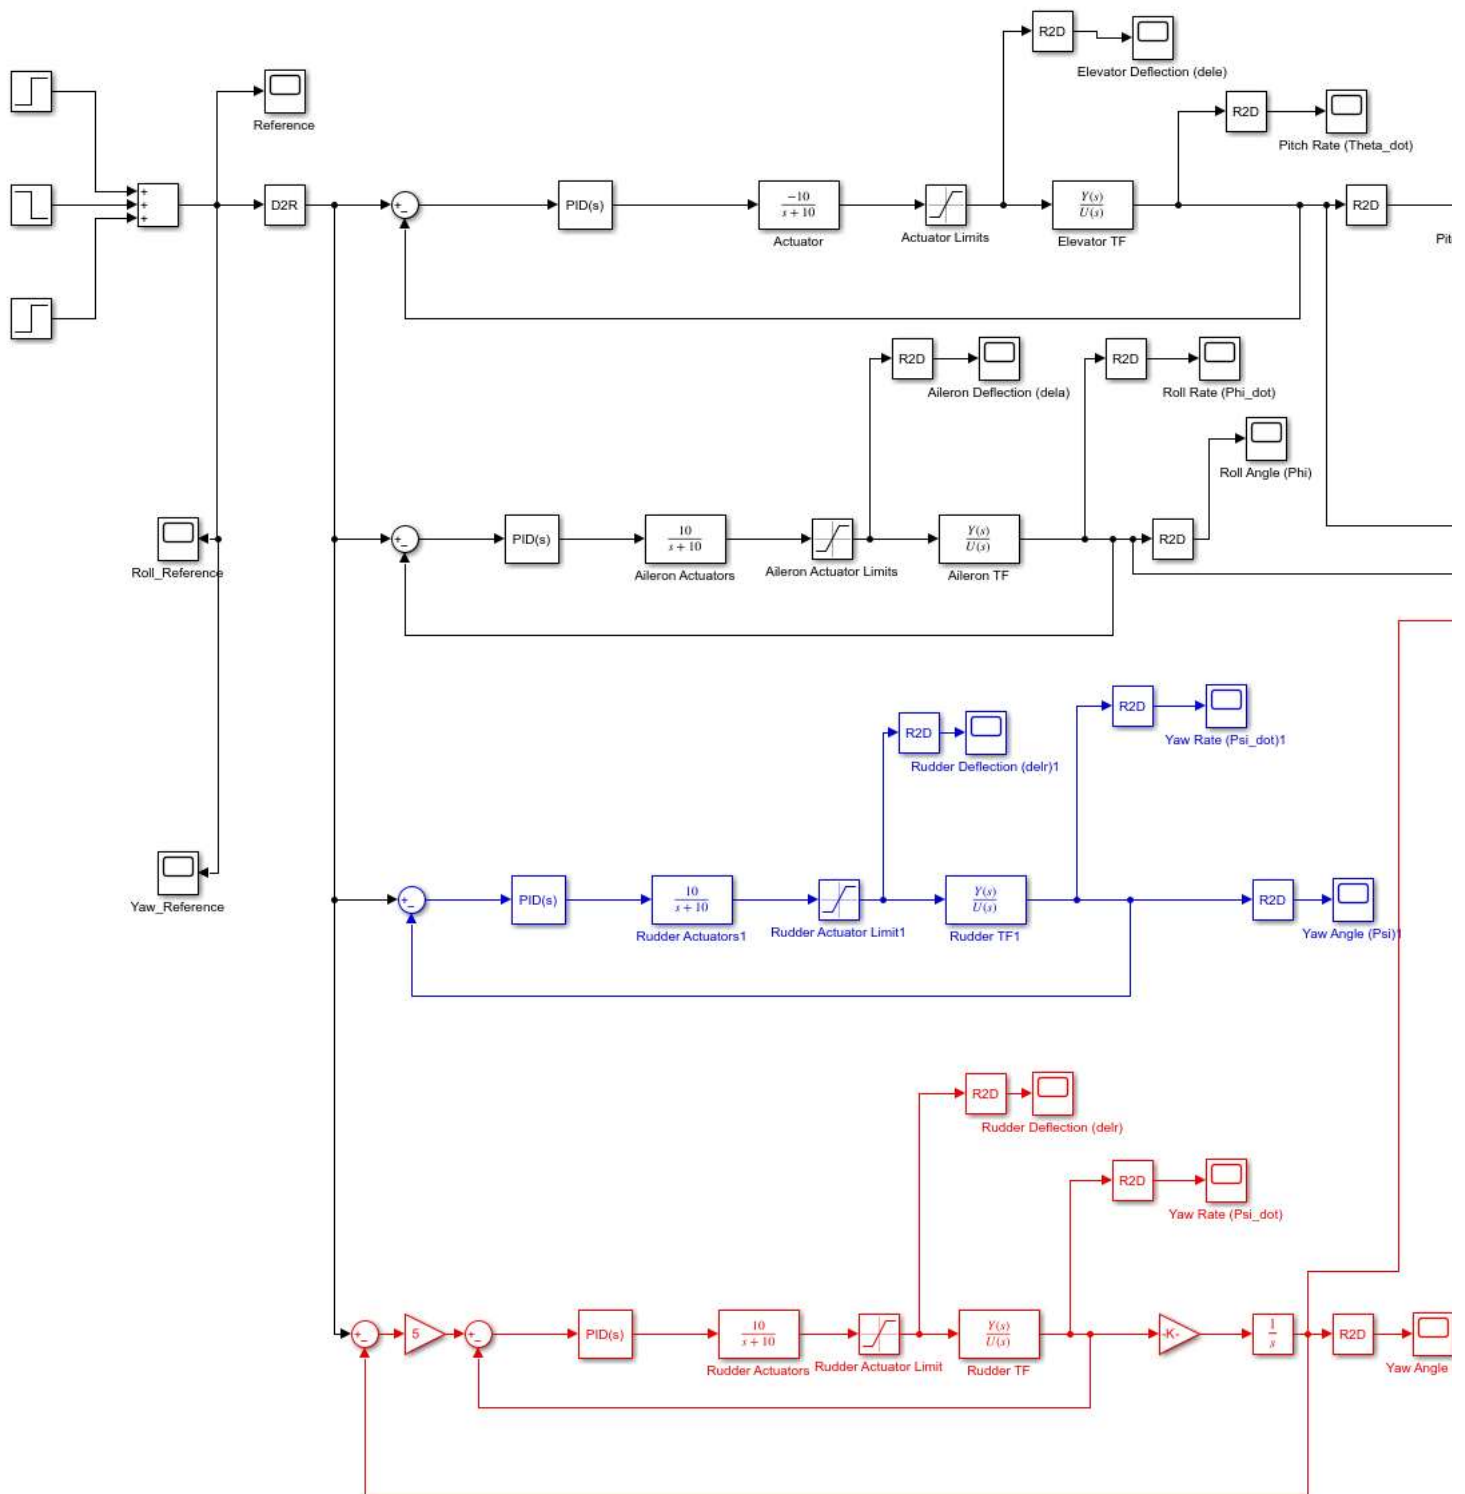 R2D
Elevator Deflection (dele)
Reference
R2D
Pitch Rate (Theta_dot)
+
+
+
D2R
+
−
PID(s)
−10
s + 10
Actuator
Actuator Limits
Y(s)
U(s)
Elevator TF
R2D
Pit
R2D
Aileron Deflection (dela)
R2D
Roll Rate (Phi_dot)
Roll Angle (Phi)
Roll_Reference
+
−
PID(s)
10
s + 10
Aileron Actuators
Aileron Actuator Limits
Y(s)
U(s)
Aileron TF
R2D
R2D
Rudder Deflection (delr)1
R2D
Yaw Rate (Psi_dot)1
Yaw_Reference
+
−
PID(s)
10
s + 10
Rudder Actuators1
Rudder Actuator Limit1
Y(s)
U(s)
Rudder TF1
R2D
Yaw Angle (Psi)1
R2D
Rudder Deflection (delr)
R2D
Yaw Rate (Psi_dot)
+
−
5
+
−
PID(s)
10
s + 10
Rudder Actuators
Rudder Actuator Limit
Y(s)
U(s)
Rudder TF
-K-
1
s
R2D
Yaw Angle